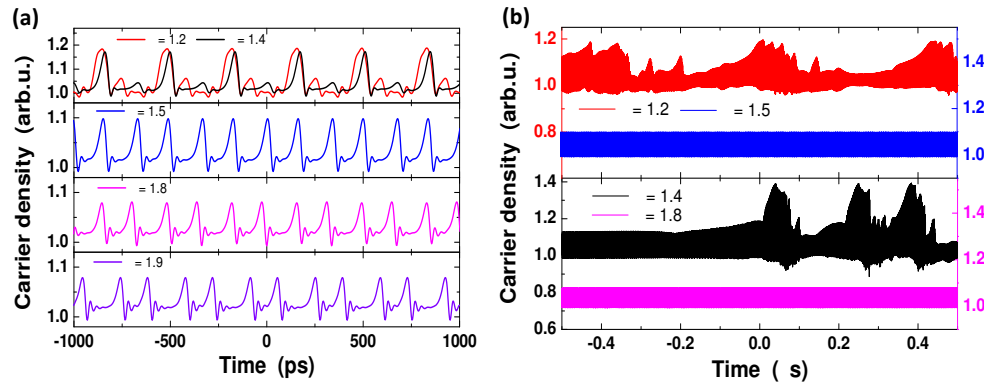 (a)
Carrier density (arb.u.)
1.2
1.1
1.0
= 1.2 = 1.4
1.1
1.0
= 1.5
1.1
1.0
= 1.8
1.1
1.0
= 1.9
-1000 -500 0 500 1000
Time (ps)
(b)
Carrier density (arb.u.)
1.2
1.0
0.8
= 1.2 = 1.5
1.4
1.2
1.0
1.4
1.2
1.0
0.8
0.6
= 1.4
= 1.8
1.4
1.2
1.0
-0.4 -0.2 0.0 0.2 0.4
Time ( s)